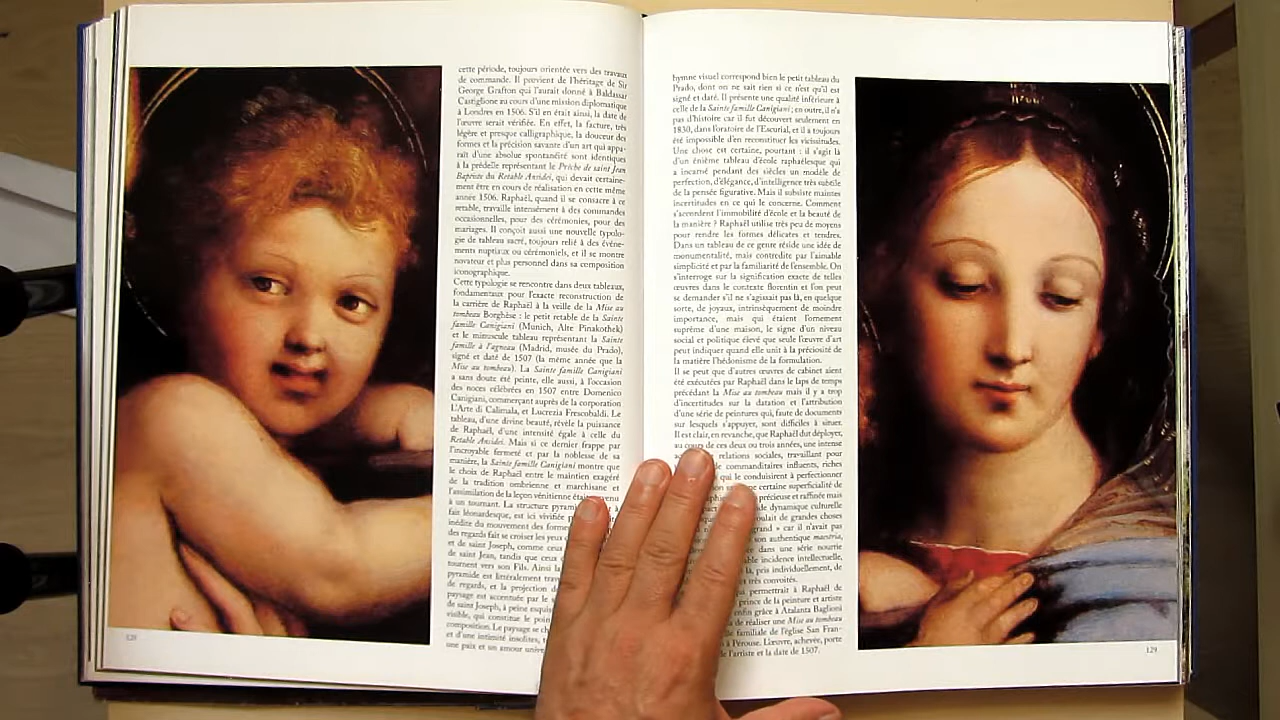 cette période, toujours orientée vers des travaux
de commande. Il provient de l'héritage de Sir
George Grafton qui l'aurait donné à Baldassar
Castiglione au cours d'une mission diplomatique
à Londres en 1506. S'il en était ainsi, la date de
l'œuvre serait vérifiée. En effet, la facture, très
légère et presque calligraphique, la douceur des
formes et la précision savante d'un art qui appa-
raît d'une absolue spontanéité sont identiques
à la prédelle représentant le Prêche de saint Jean
Baptiste du Retable Ansidei, qui devait certaine-
ment être en cours de réalisation en cette même
année 1506. Raphaël, quand il se consacre à ce
retable, travaille intensément à des commandes
occasionnelles, pour des cérémonies, pour des
mariages. Il conçoit aussi une nouvelle typolo-
gie de tableau sacré, toujours relié à des événe-
ments nuptiaux ou cérémoniels, et il se montre
novateur et plus personnel dans sa composition
iconographique.
Cette typologie se rencontre dans deux tableaux,
fondamentaux pour l'exacte reconstruction de
la carrière de Raphaël à la veille de la Mise au
tombeau Borghèse : le petit retable de la Sainte
famille Canigiani (Munich, Alte Pinakothek)
et le minuscule tableau représentant la Sainte
famille à l'agneau (Madrid, musée du Prado),
signé et daté de 1507 (la même année que la
Mise au tombeau). La Sainte famille Canigiani
a sans doute été peinte, elle aussi, à l'occasion
des noces célébrées en 1507 entre Domenico
Canigiani, commerçant auprès de la corporation
L'Arte di Calimala, et Lucrezia Frescobaldi. Le
tableau, d'une divine beauté, révèle la puissance
de Raphaël, d'une intensité égale à celle du
Retable Ansidei. Mais si ce dernier frappe par
l'incroyable fermeté et par la noblesse de sa
manière, la Sainte famille Canigiani montre que
le choix de Raphaël entre le maintien exagéré
de la tradition ombrienne et marchisane et
l'assimilation de la leçon vénitienne était venu
à un tournant. La structure pyrami
fait léonardesque, est ici vivifiée
inédite du mouvement des forme
des regards fait se croiser les yeux
et de saint Joseph, comme ceux
de saint Jean, tandis que ceux
tournent vers son Fils. Ainsi la
pyramide est littéralement trav
de regards, et la projection d
paysage est accentuée par le s
de saint Joseph, à peine esquis
visible, qui constitue le poin
composition. Le paysage se ch
et d'une intimité insolites, t
une paix et un amour univer
128
hymne visuel correspond bien le petit tableau du
Prado, dont on ne sait rien si ce n'est qu'il est
signé et daté. Il présente une qualité inférieure à
celle de la Sainte famille Canigiani ; en outre, il n'a
pas d'histoire car il fut découvert seulement en
1830, dans l'oratoire de l'Escurial, et il a toujours
été impossible d'en reconstituer les vicissitudes.
Une chose est certaine, pourtant : il s'agit là
d'un énième tableau d'école raphaëlesque qui
a incarné pendant des siècles un modèle de
perfection, d'élégance, d'intelligence très subtile
de la pensée figurative. Mais il subsiste maintes
incertitudes en ce qui le concerne. Comment
s'accordent l'immobilité d'école et la beauté de
la manière ? Raphaël utilise très peu de moyens
pour rendre les formes délicates et tendres.
Dans un tableau de ce genre réside une idée de
monumentalité, mais contredite par l'aimable
simplicité et par la familiarité de l'ensemble. On
s'interroge sur la signification exacte de telles
œuvres dans le contexte florentin et l'on peut
se demander s'il ne s'agissait pas là, en quelque
sorte, de joyaux, intrinsèquement de moindre
importance, mais qui étaient l'ornement
suprême d'une maison, le signe d'un niveau
social et politique élevé que seule l'œuvre d'art
peut indiquer quand elle unit à la préciosité de
la matière l'hédonisme de la formulation.
Il se peut que d'autres œuvres de cabinet aient
été exécutées par Raphaël dans le laps de temps
précédant la Mise au tombeau mais il y a trop
d'incertitudes sur la datation et l'attribution
d'une série de peintures qui, faute de documents
sur lesquels s'appuyer, sont difficiles à situer.
Il est clair, en revanche, que Raphaël dut déployer,
au cours de ces deux ou trois années, une intense
relations sociales, travaillant pour
de commanditaires influents, riches
qui le conduisirent à perfectionner
certaine superficialité de
précieuse et raffinée mais
de dynamique culturelle
oulait de grandes choses
grand » car il n'avait pas
son authentique maestria,
dans une série nourrie
able incidence intellectuelle,
là, pris individuellement, de
et très convoités.
qui permettrait à Raphaël de
prince de la peinture et artiste
enfin grâce à Atalanta Baglioni
de réaliser une Mise au tombeau
le familiale de l'église San Fran-
à Pérouse. L'œuvre, achevée, porte
de l'artiste et la date de 1507.
129